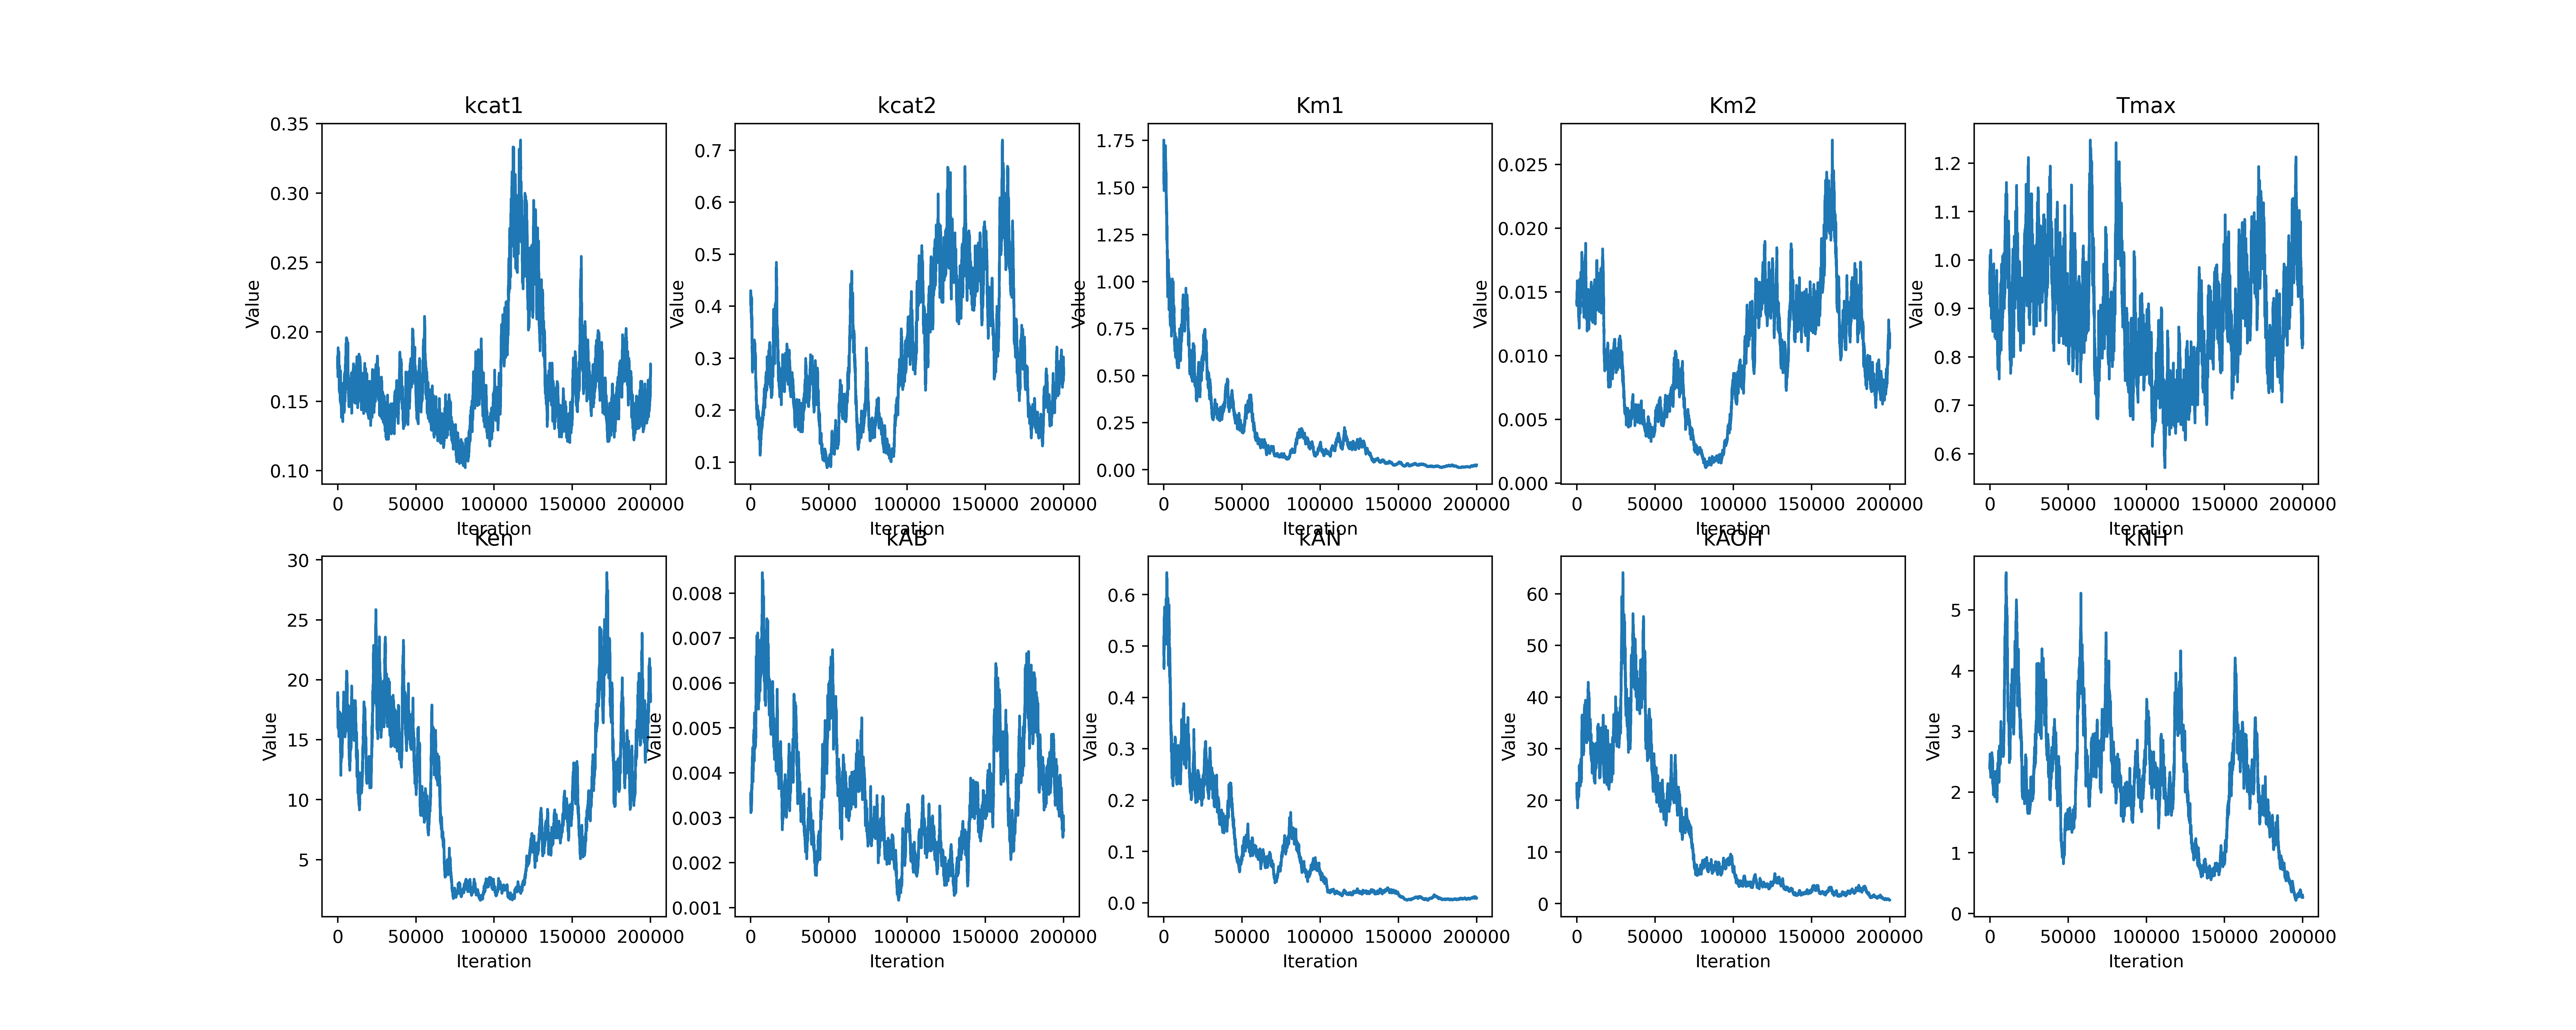 kcat1
0.35
0.30
0.25
0.20
0.15
0.10
Value
0 50000 100000 150000 200000
Iteration
kcat2
0.7
0.6
0.5
0.4
0.3
0.2
0.1
Value
0 50000 100000 150000 200000
Iteration
Km1
1.75
1.50
1.25
1.00
0.75
0.50
0.25
0.00
Value
0 50000 100000 150000 200000
Iteration
Km2
0.025
0.020
0.015
0.010
0.005
0.000
Value
0 50000 100000 150000 200000
Iteration
Tmax
1.2
1.1
1.0
0.9
0.8
0.7
0.6
Value
0 50000 100000 150000 200000
Iteration
Ken
30
25
20
15
10
5
Value
0 50000 100000 150000 200000
Iteration
kAB
0.008
0.007
0.006
0.005
0.004
0.003
0.002
0.001
Value
0 50000 100000 150000 200000
Iteration
kAN
0.6
0.5
0.4
0.3
0.2
0.1
0.0
Value
0 50000 100000 150000 200000
Iteration
kAOH
60
50
40
30
20
10
0
Value
0 50000 100000 150000 200000
Iteration
kNH
5
4
3
2
1
0
Value
0 50000 100000 150000 200000
Iteration